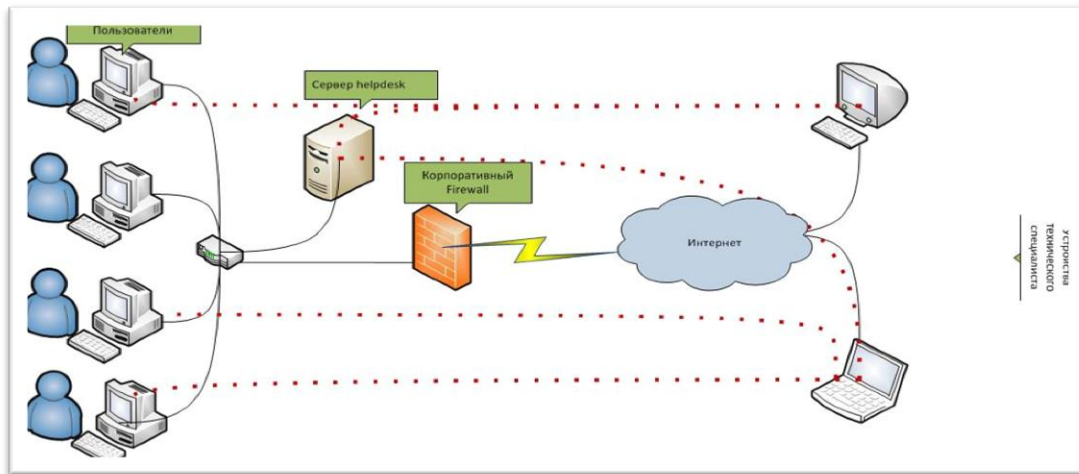 Пользователи
Сервер helpdesk
Корпоративный
Firewall
Интернет
устройства
технического
специалиста